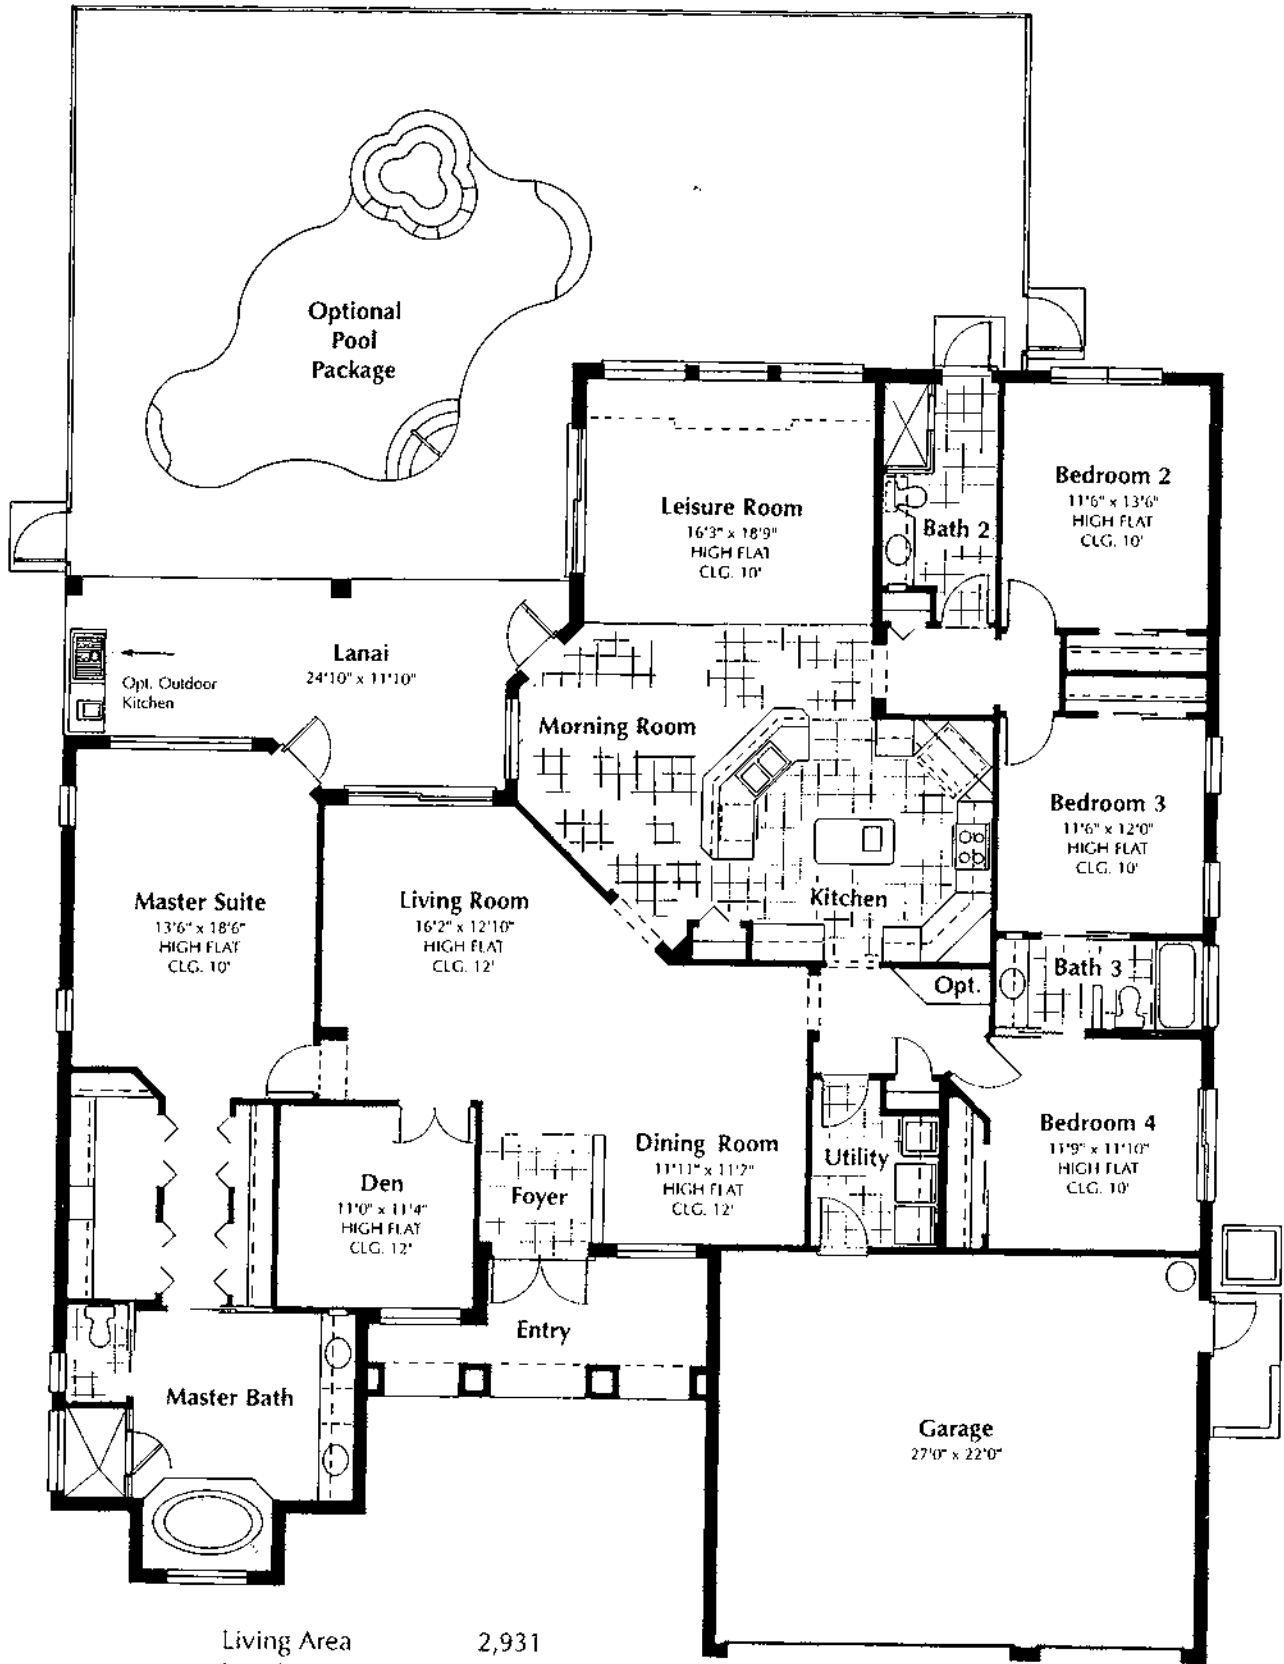 Optional
Pool
Package
Leisure Room
16'3" x 18'9"
HIGH FLAT
CLG. 10'
Bath 2
Bedroom 2
11'6" x 13'6"
HIGH FLAT
CLG. 10'
Lanai
24'10" x 11'10"
Opt. Outdoor
Kitchen
Morning Room
Bedroom 3
11'6" x 12'0"
HIGH FLAT
CLG. 10'
Master Suite
13'6" x 18'6"
HIGH FLAT
CLG. 10'
Living Room
16'2" x 12'10"
HIGH FLAT
CLG. 12'
Kitchen
Bath 3
Opt.
Bedroom 4
11'9" x 11'10"
HIGH FLAT
CLG. 10'
Dining Room
11'11" x 11'2"
HIGH FLAT
CLG. 12'
Utility
Den
11'0" x 11'4"
HIGH FLAT
CLG. 12'
Foyer
Entry
Master Bath
Garage
27'0" x 22'0"
Living Area 2,931